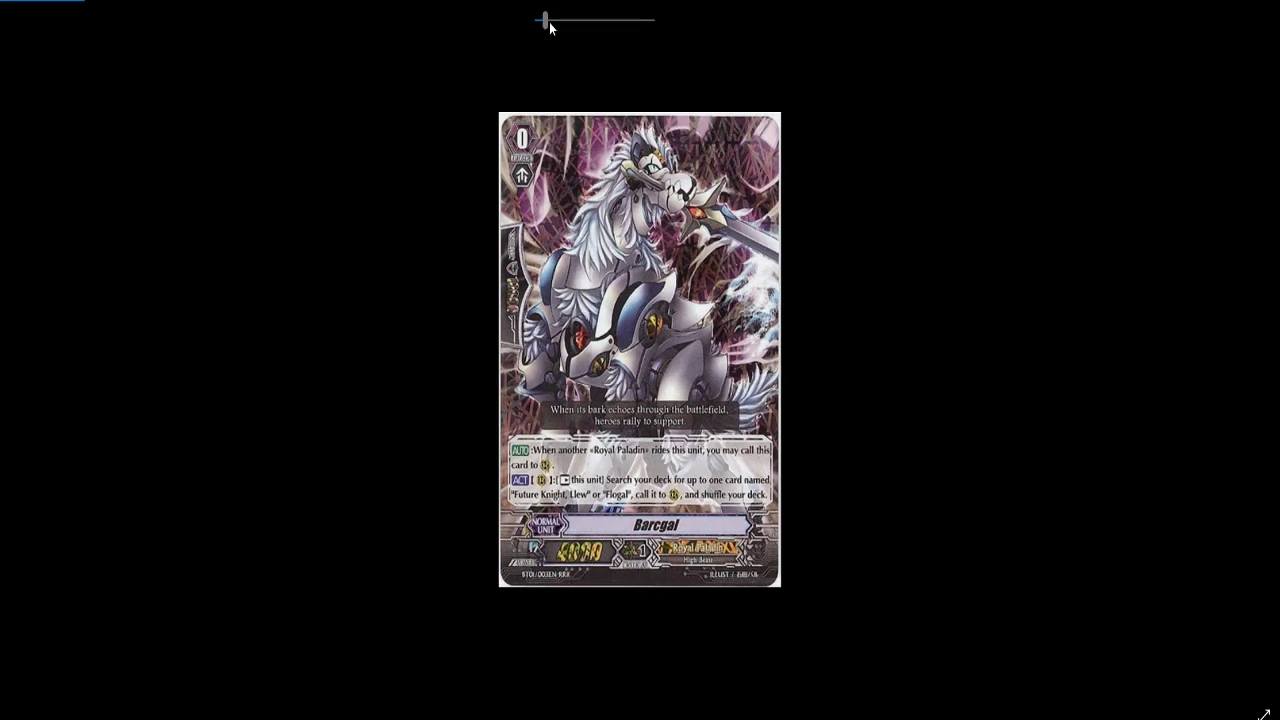 0
When its bark echoes through the battlefield,
heroes rally to support.
AUTO :When another «Royal Paladin» rides this unit, you may call this
card to .
ACT [ ]:[ this unit] Search your deck for up to one card named
"Future Knight, Llew" or "Flogal", call it to , and shuffle your deck.
NORMAL
UNIT
Barcgal
4000
1
Royal Paladin
High Beast
CRITICAL
BT01/003EN RRR
ILLUST /